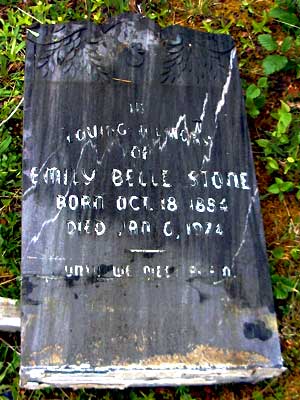 IN
LOVING MEMORY
OF
EMILY BELLE STONE
BORN OCT. 18 1884
DIED JAN 6, 1974
UNTIL WE MEET AGAIN